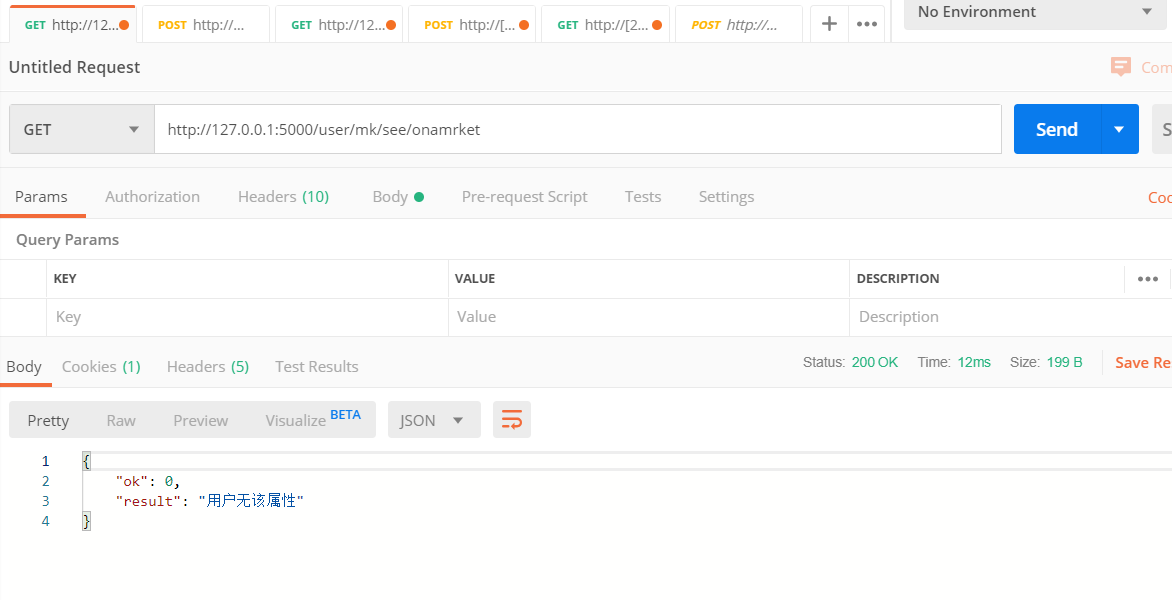 GET http://12... POST http://... GET http://12... POST http://[... GET http://[2... POST http://... + ••• No Environment
Untitled Request Com
GET http://127.0.0.1:5000/user/mk/see/onamrket Send S
Params Authorization Headers (10) Body Pre-request Script Tests Settings Coo
Query Params
KEY VALUE DESCRIPTION •••
Key Value Description
Body Cookies (1) Headers (5) Test Results Status: 200 OK Time: 12ms Size: 199 B Save Re
Pretty Raw Preview Visualize BETA JSON
1 {
2 "ok": 0,
3 "result": "用户无该属性"
4 }